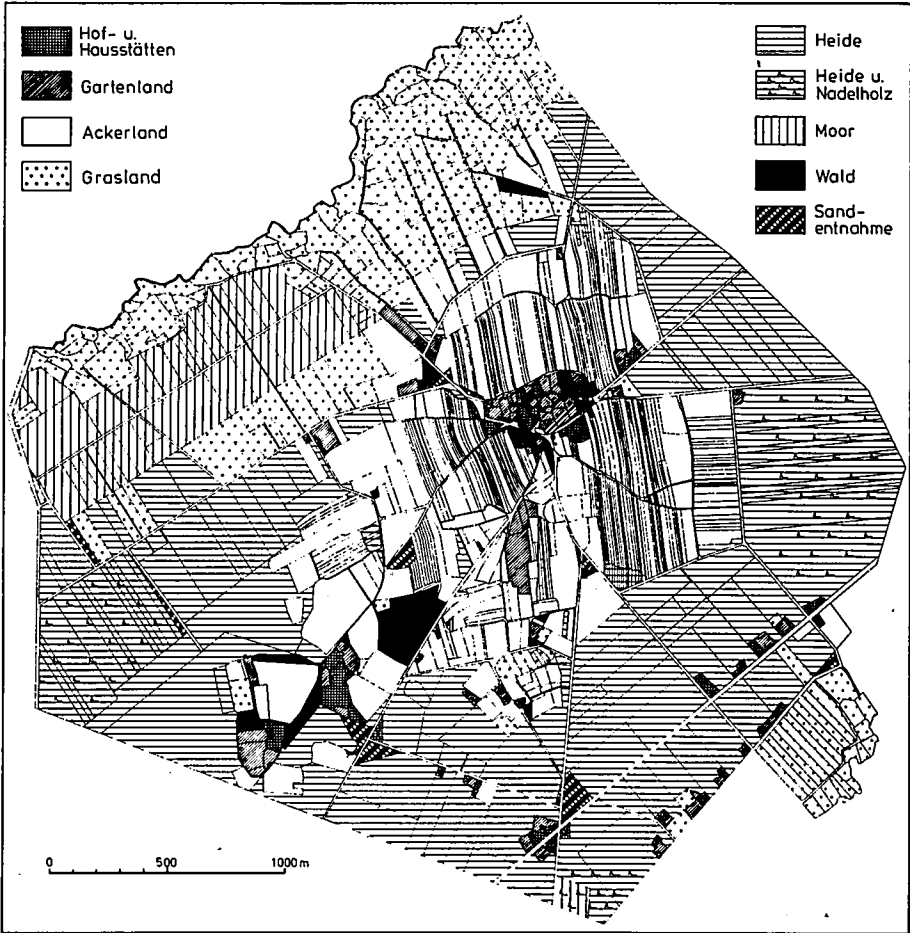 Hof- u.
Hausstätten
Gartenland
Ackerland
Grasland
Heide
Heide u.
Nadelholz
Moor
Wald
Sand-
entnahme
0 500 1000 m